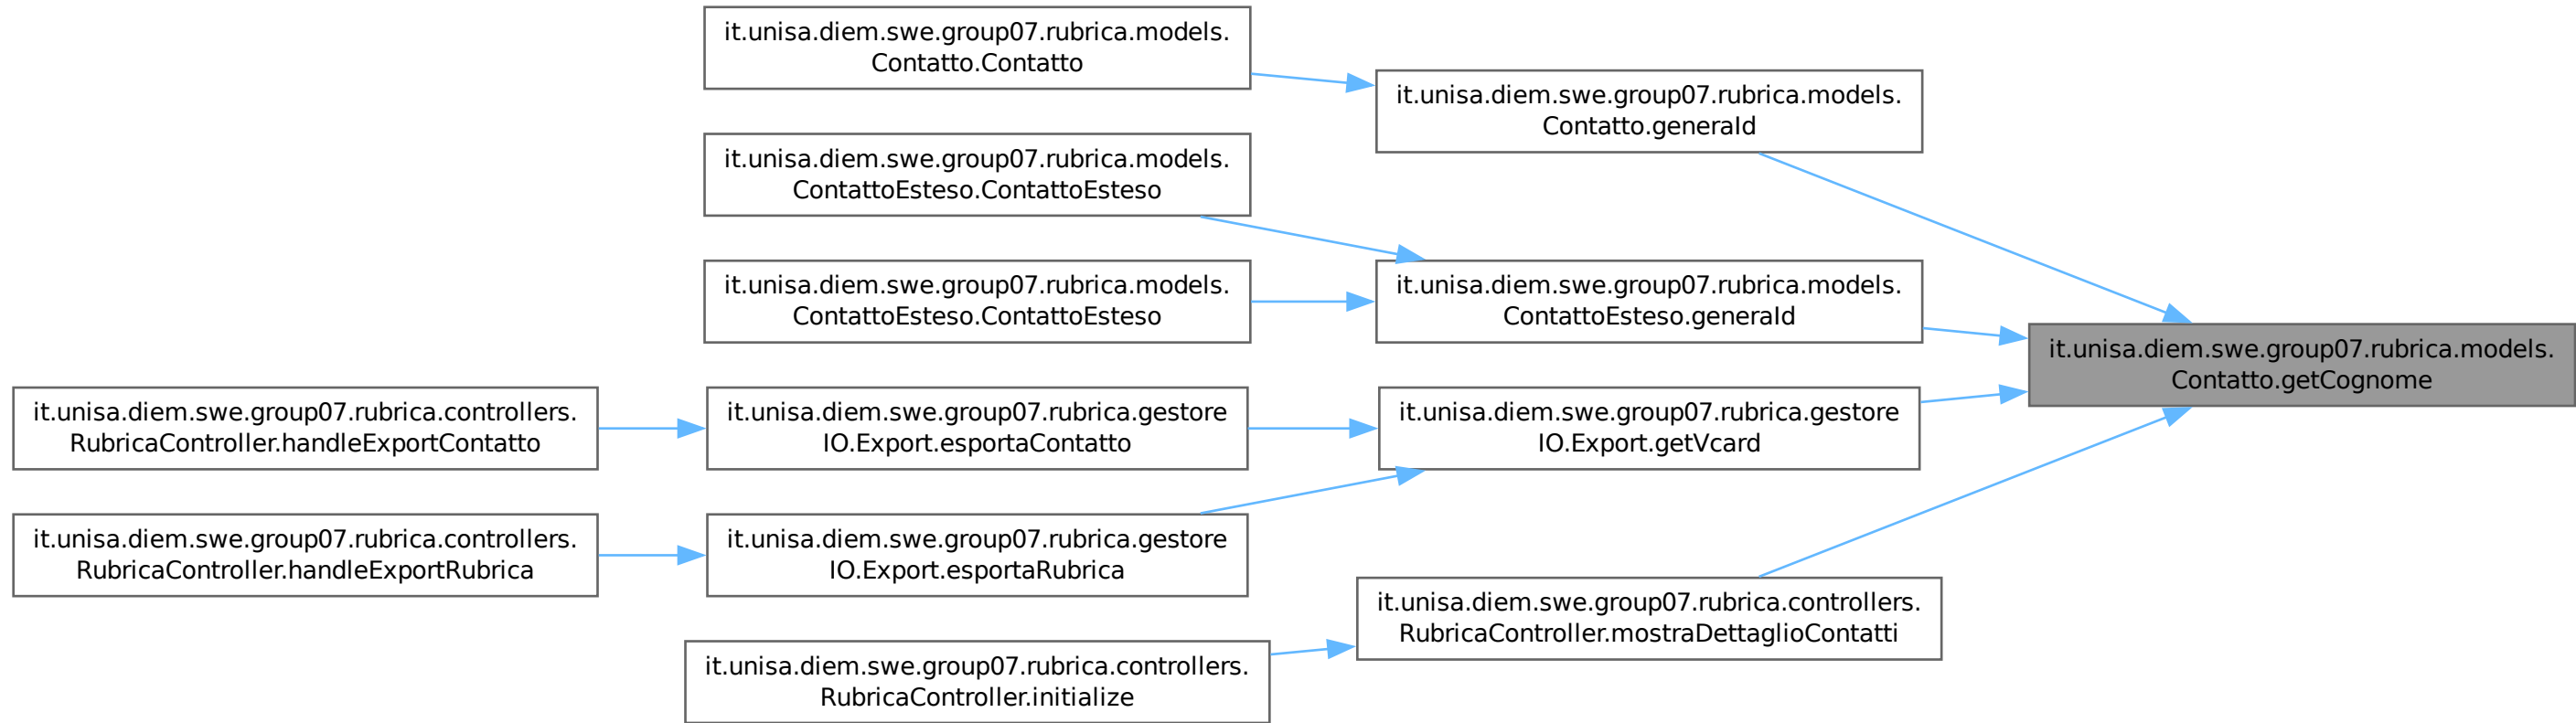 it.unisa.diem.swe.group07.rubrica.models.
Contatto.Contatto
it.unisa.diem.swe.group07.rubrica.models.
Contatto.generaId
it.unisa.diem.swe.group07.rubrica.models.
ContattoEsteso.ContattoEsteso
it.unisa.diem.swe.group07.rubrica.models.
ContattoEsteso.ContattoEsteso
it.unisa.diem.swe.group07.rubrica.models.
ContattoEsteso.generaId
it.unisa.diem.swe.group07.rubrica.models.
Contatto.getCognome
it.unisa.diem.swe.group07.rubrica.controllers.
RubricaController.handleExportContatto
it.unisa.diem.swe.group07.rubrica.gestore
IO.Export.esportaContatto
it.unisa.diem.swe.group07.rubrica.gestore
IO.Export.getVcard
it.unisa.diem.swe.group07.rubrica.controllers.
RubricaController.handleExportRubrica
it.unisa.diem.swe.group07.rubrica.gestore
IO.Export.esportaRubrica
it.unisa.diem.swe.group07.rubrica.controllers.
RubricaController.mostraDettaglioContatti
it.unisa.diem.swe.group07.rubrica.controllers.
RubricaController.initialize